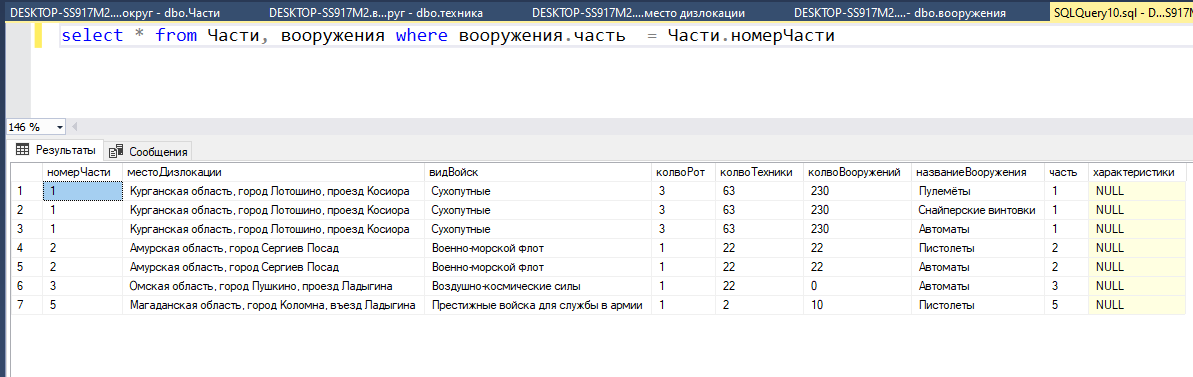 DESKTOP-SS917M2....округ - dbo.Части DESKTOP-SS917M2.в...руг - dbo.техника DESKTOP-SS917M2....место дизлокации DESKTOP-SS917M2....- dbo.вооружения SQLQuery10.sql - D...S917M
select * from Части, вооружения where вооружения.часть = Части.номерЧасти
146 %
Результаты Сообщения
номерЧасти местоДизлокации видВойск колвоРот колвоТехники колвоВооружений названиеВооружения часть характеристики
1 1 Курганская область, город Лотошино, проезд Косиора Сухопутные 3 63 230 Пулемёты 1 NULL
2 1 Курганская область, город Лотошино, проезд Косиора Сухопутные 3 63 230 Снайперские винтовки 1 NULL
3 1 Курганская область, город Лотошино, проезд Косиора Сухопутные 3 63 230 Автоматы 1 NULL
4 2 Амурская область, город Сергиев Посад Военно-морской флот 1 22 22 Пистолеты 2 NULL
5 2 Амурская область, город Сергиев Посад Военно-морской флот 1 22 22 Автоматы 2 NULL
6 3 Омская область, город Пушкино, проезд Ладыгина Воздушно-космические силы 1 22 0 Автоматы 3 NULL
7 5 Магаданская область, город Коломна, въезд Ладыгина Престижные войска для службы в армии 1 2 10 Пистолеты 5 NULL